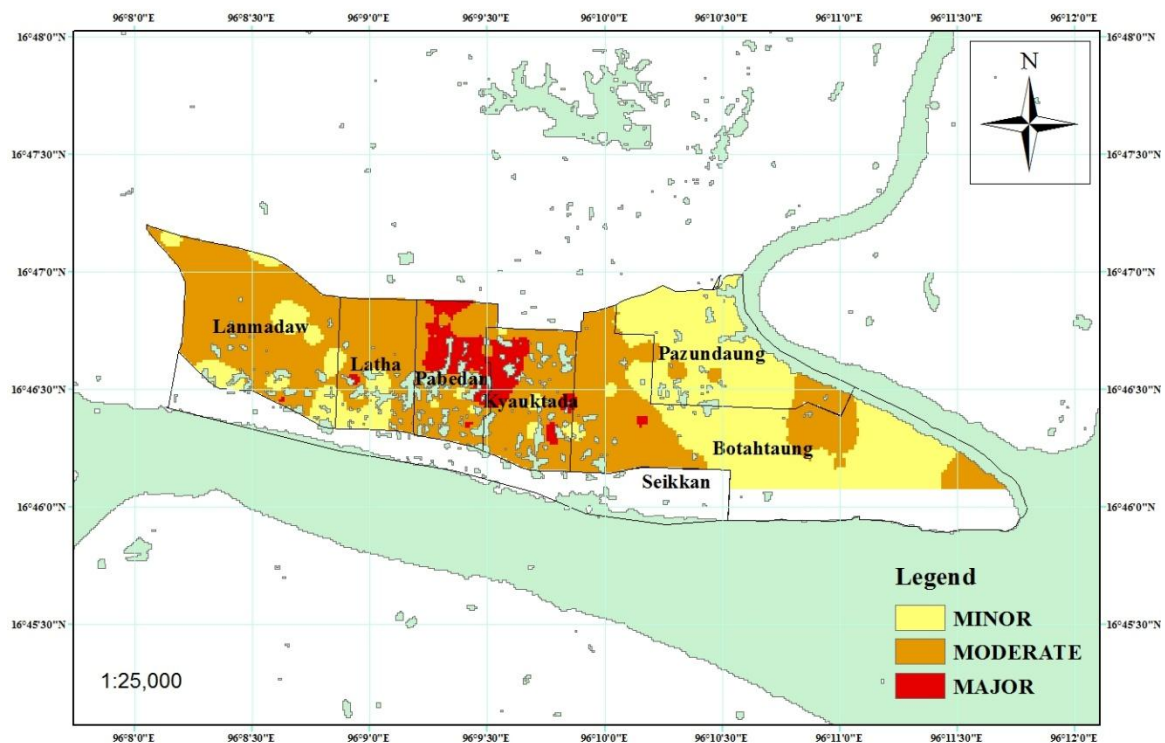 96°8'0"E 96°8'30"E 96°9'0"E 96°9'30"E 96°10'0"E 96°10'30"E 96°11'0"E 96°11'30"E 96°12'0"E
16°48'0"N 16°48'0"N
N
16°47'30"N 16°47'30"N
16°47'0"N 16°47'0"N
Lanmadaw
Latha
Pabedan
Kyauktada
Pazundaung
16°46'30"N 16°46'30"N
Botahtaung
Seikkan
16°46'0"N 16°46'0"N
Legend
MINOR
16°45'30"N 16°45'30"N
MODERATE
MAJOR
1:25,000
96°8'0"E 96°8'30"E 96°9'0"E 96°9'30"E 96°10'0"E 96°10'30"E 96°11'0"E 96°11'30"E 96°12'0"E